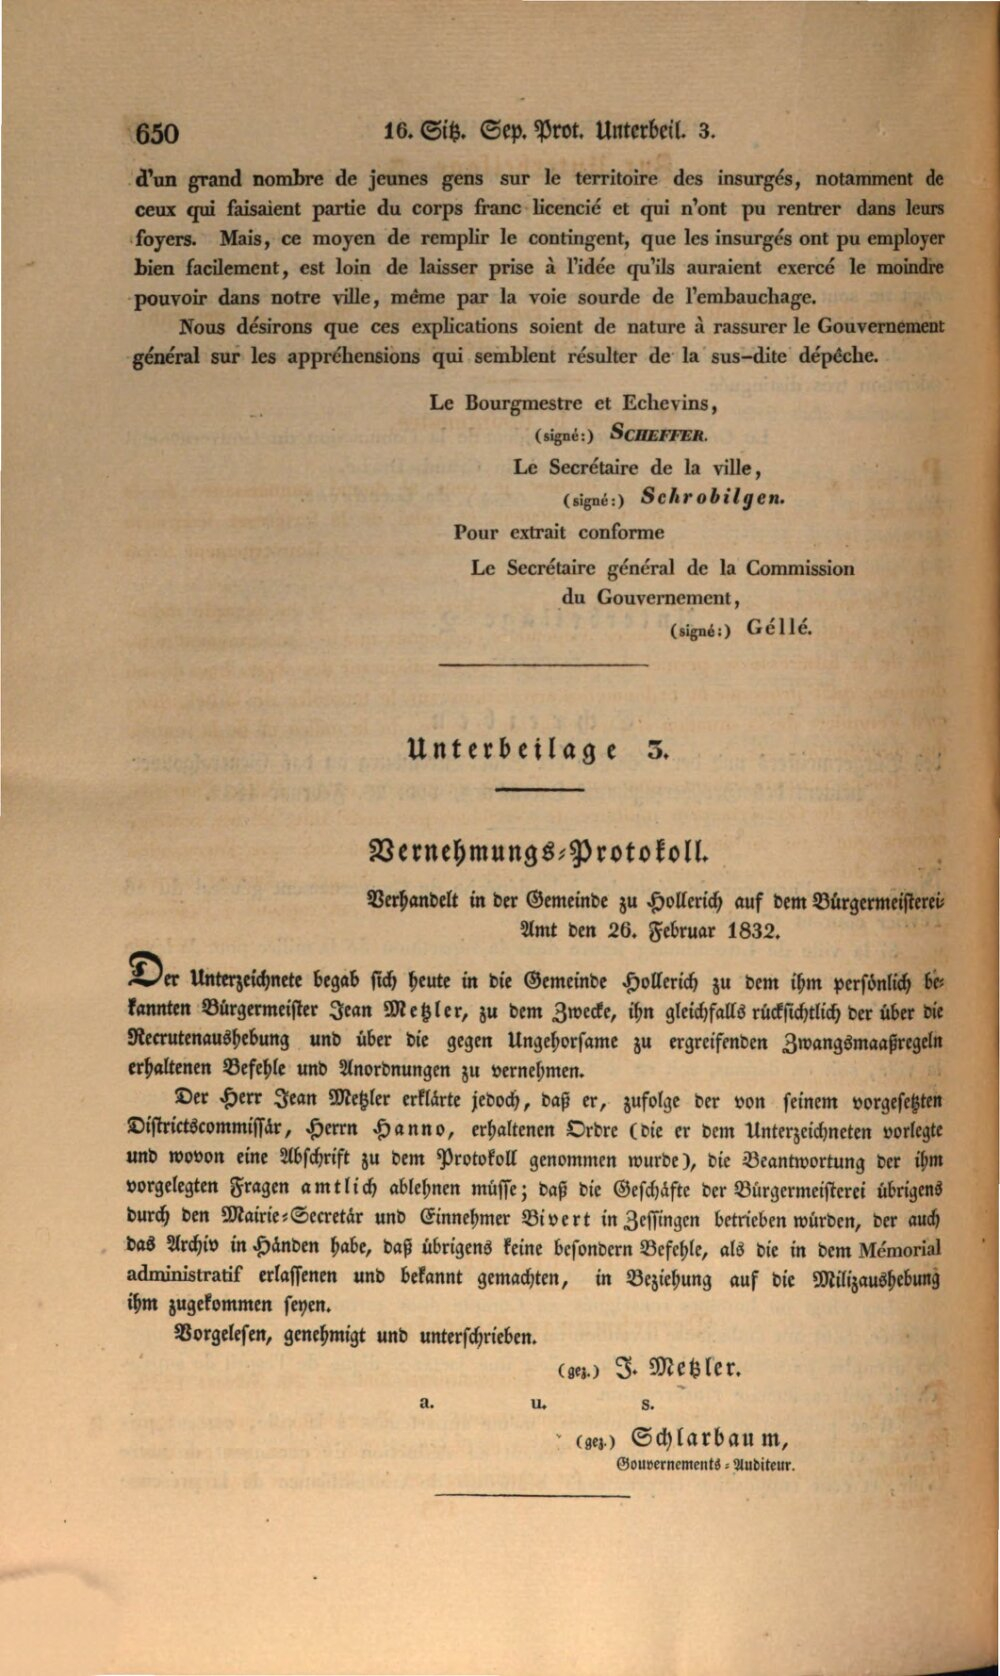 650
16. Sitz. Sep. Prot. Unterbeil. 3.
d'un grand nombre de jeunes gens sur le territoire des insurgés, notamment de
ceux qui faisaient partie du corps franc licencié et qui n'ont pu rentrer dans leurs
foyers. Mais, ce moyen de remplir le contingent, que les insurgés ont pu employer
bien facilement, est loin de laisser prise à l'idée qu'ils auraient exercé le moindre
pouvoir dans notre ville, même par la voie sourde de l'embauchage.
Nous désirons que ces explications soient de nature à rassurer le Gouvernement
général sur les appréhensions qui semblent résulter de la sus-dite dépêche.
Le Bourgmestre et Echevins,
(signé:) SCHEFFER.
Le Secrétaire de la ville,
(signé:) Schrobilgen.
Pour extrait conforme
Le Secrétaire général de la Commission
du Gouvernement,
(signé:) Géllé.
Unterbeilage 3.
Vernehmungs-Protokoll.
Verhandelt in der Gemeinde zu Hollerich auf dem Bürgermeisterei-
Amt den 26. Februar 1832.
Der Unterzeichnete begab sich heute in die Gemeinde Hollerich zu dem ihm persönlich be-
kannten Bürgermeister Jean Metzler, zu dem Zwecke, ihn gleichfalls rücksichtlich der über die
Recrutenaushebung und über die gegen Ungehorsame zu ergreifenden Zwangsmaaßregeln
erhaltenen Befehle und Anordnungen zu vernehmen.
Der Herr Jean Metzler erklärte jedoch, daß er, zufolge der von seinem vorgesetzten
Districtscommissär, Herrn Hanno, erhaltenen Ordre (die er dem Unterzeichneten vorlegte
und wovon eine Abschrift zu dem Protokoll genommen wurde), die Beantwortung der ihm
vorgelegten Fragen amtlich ablehnen müsse; daß die Geschäfte der Bürgermeisterei übrigens
durch den Mairie-Secretär und Einnehmer Bivert in Zessingen betrieben würden, der auch
das Archiv in Händen habe, daß übrigens keine besondern Befehle, als die in dem Mémorial
administratif erlassenen und bekannt gemachten, in Beziehung auf die Milizaushebung
ihm zugekommen seyen.
Vorgelesen, genehmigt und unterschrieben.
(gez.) J. Metzler.
a. u. s.
(gez.) Schlarbaum,
Gouvernements-Auditeur.